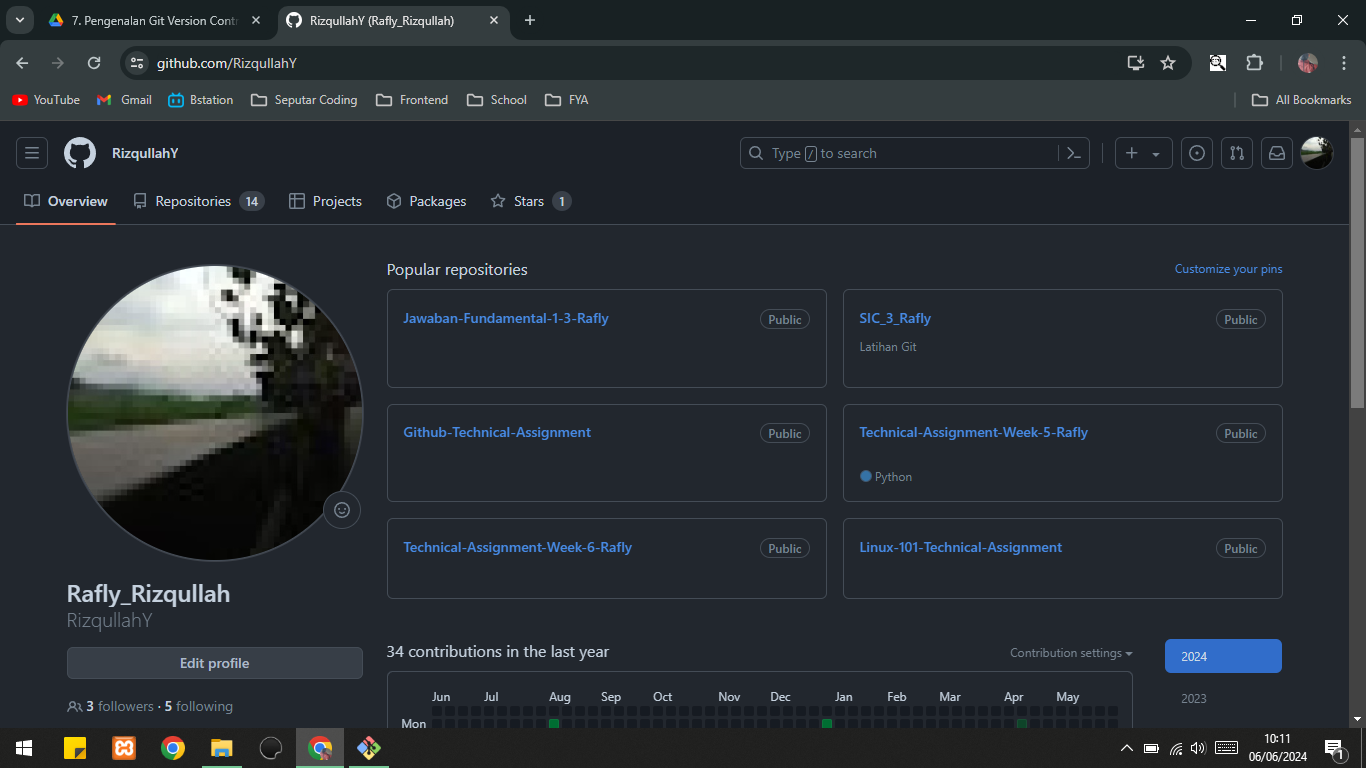 7. Pengenalan Git Version Contr
RizqullahY (Rafly_Rizqullah)
github.com/RizqullahY
YouTube
Gmail
Bstation
Seputar Coding
Frontend
School
FYA
All Bookmarks
RizqullahY
Type / to search
Overview
Repositories 14
Projects
Packages
Stars 1
Popular repositories
Customize your pins
Jawaban-Fundamental-1-3-Rafly
Public
SIC_3_Rafly
Public
Latihan Git
Github-Technical-Assignment
Public
Technical-Assignment-Week-5-Rafly
Public
Python
Technical-Assignment-Week-6-Rafly
Public
Linux-101-Technical-Assignment
Public
Rafly_Rizqullah
RizqullahY
Edit profile
3 followers · 5 following
34 contributions in the last year
Contribution settings
2024
2023
Jun Jul Aug Sep Oct Nov Dec Jan Feb Mar Apr May
Mon
10:11
06/06/2024
1